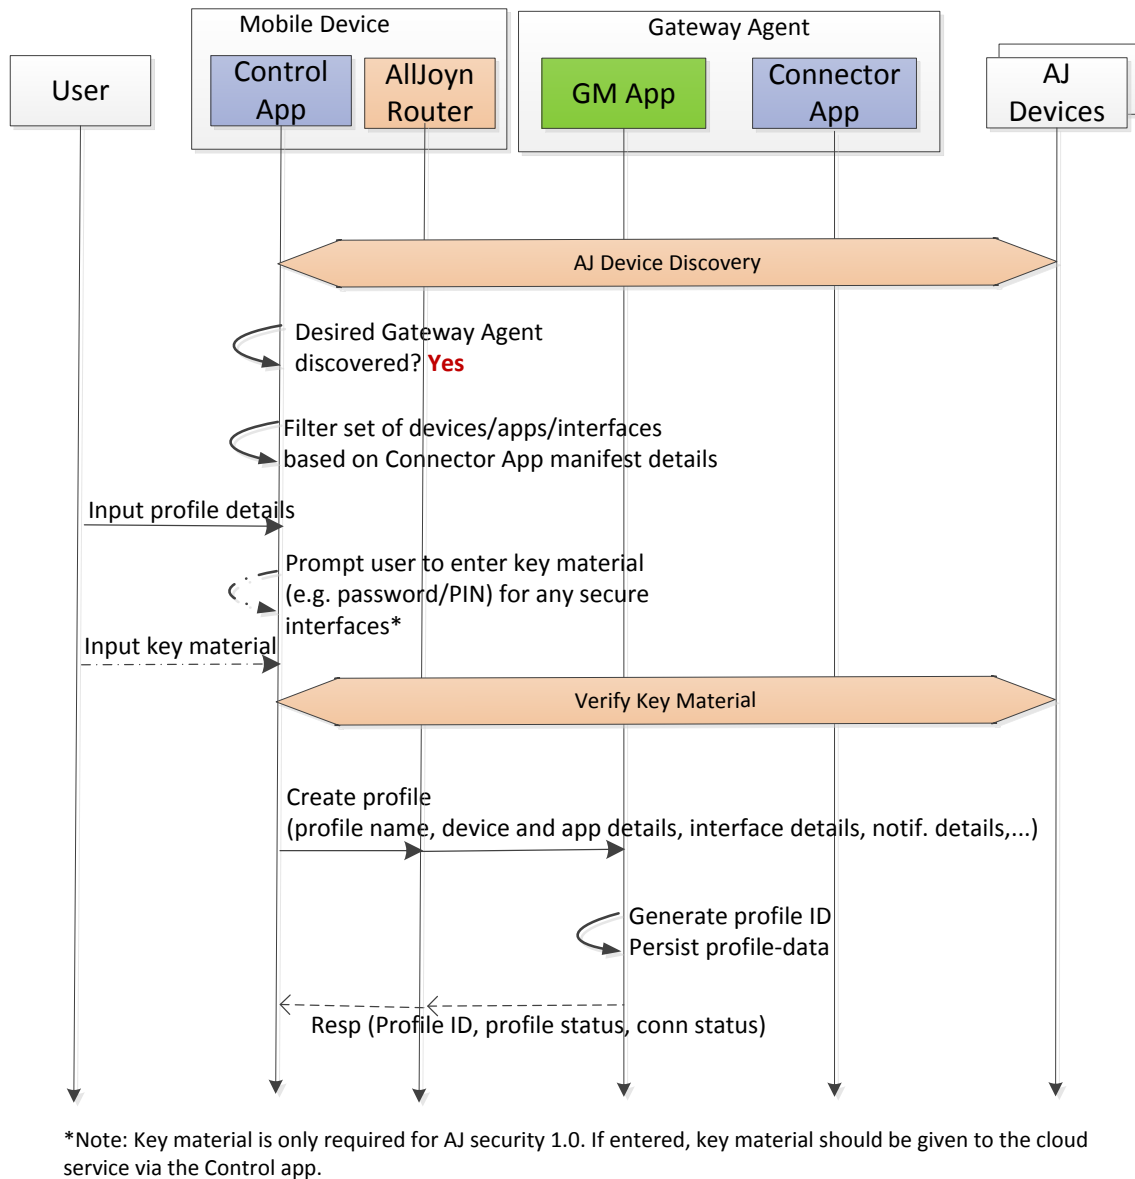 Mobile Device
Gateway Agent
User
Control
App
AllJoyn
Router
GM App
Connector
App
AJ
Devices
AJ Device Discovery
Desired Gateway Agent
discovered? Yes
Filter set of devices/apps/interfaces
based on Connector App manifest details
Input profile details
Prompt user to enter key material
(e.g. password/PIN) for any secure
interfaces*
Input key material
Verify Key Material
Create profile
(profile name, device and app details, interface details, notif. details,...)
Generate profile ID
Persist profile-data
Resp (Profile ID, profile status, conn status)
*Note: Key material is only required for AJ security 1.0. If entered, key material should be given to the cloud
service via the Control app.